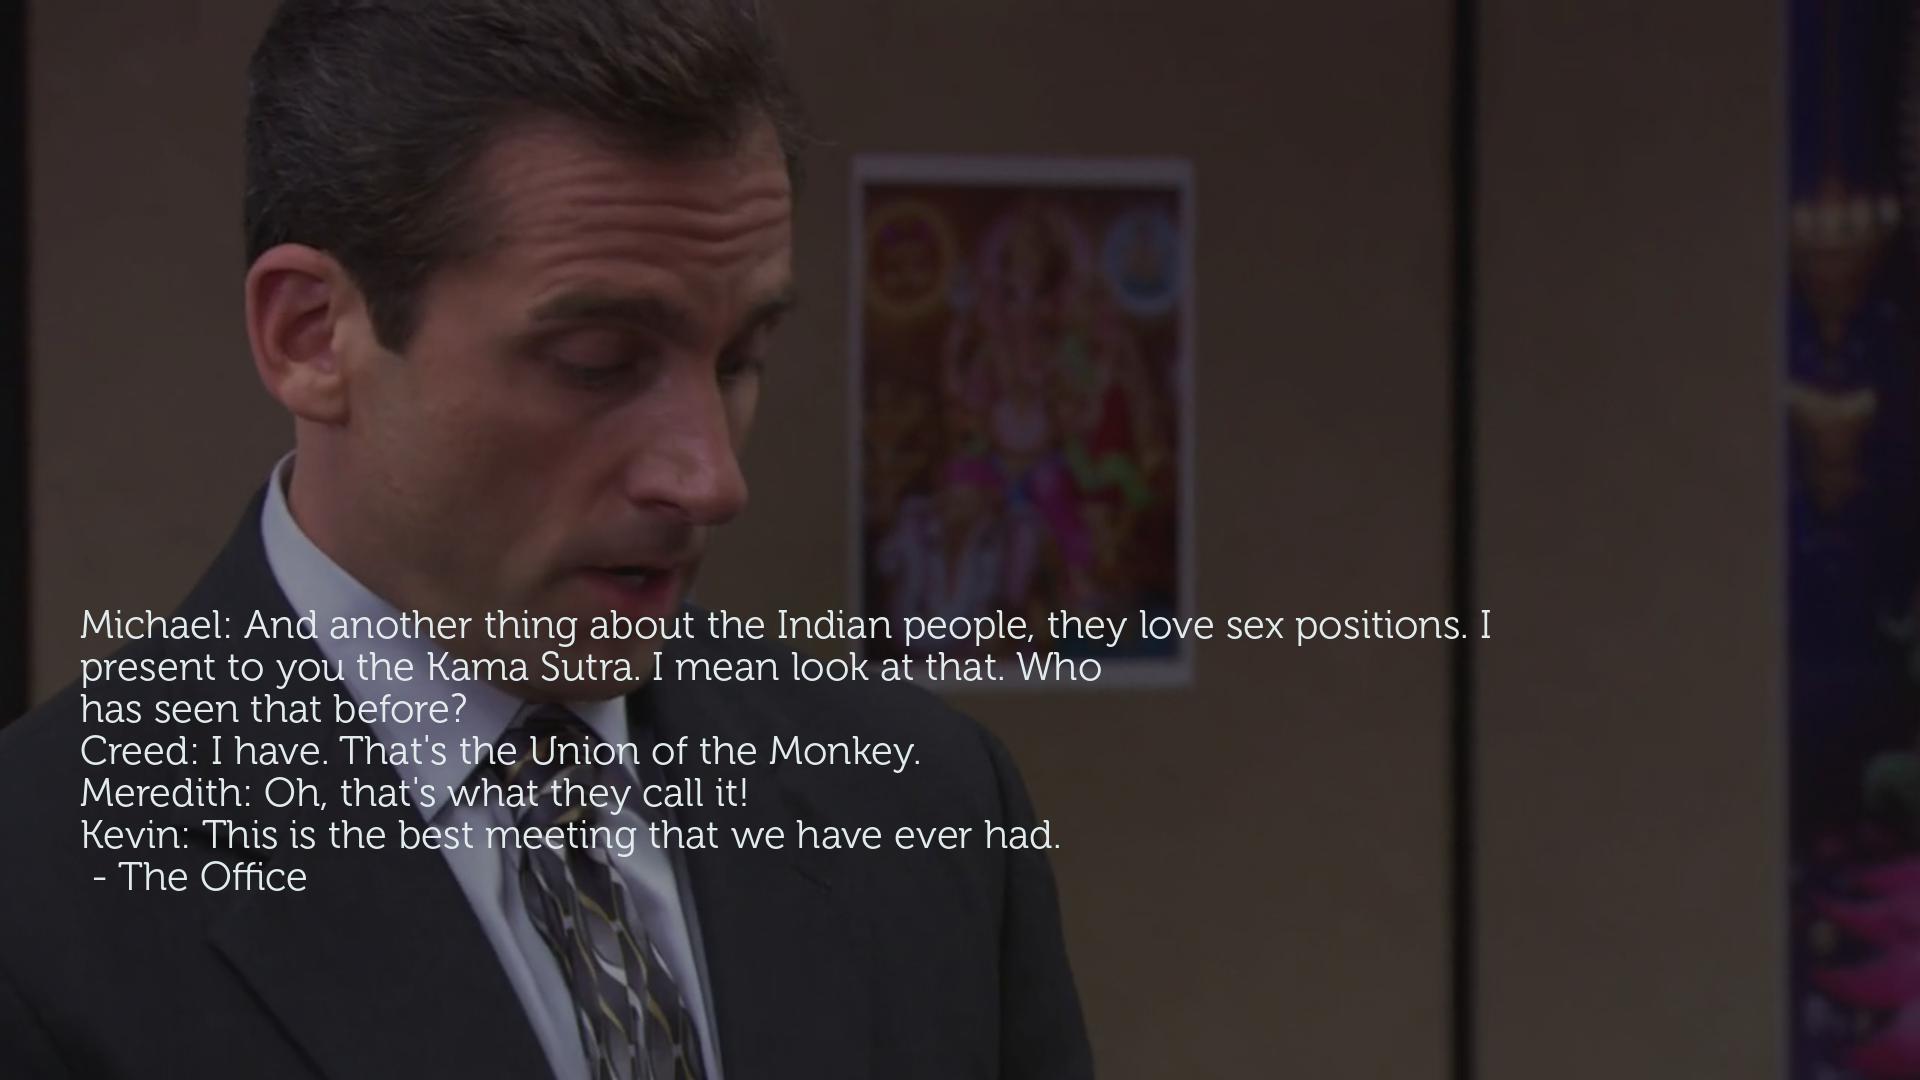 Michael: And another thing about the Indian people, they love sex positions. I
present to you the Kama Sutra. I mean look at that. Who
has seen that before?
Creed: I have. That's the Union of the Monkey.
Meredith: Oh, that's what they call it!
Kevin: This is the best meeting that we have ever had.
- The Office